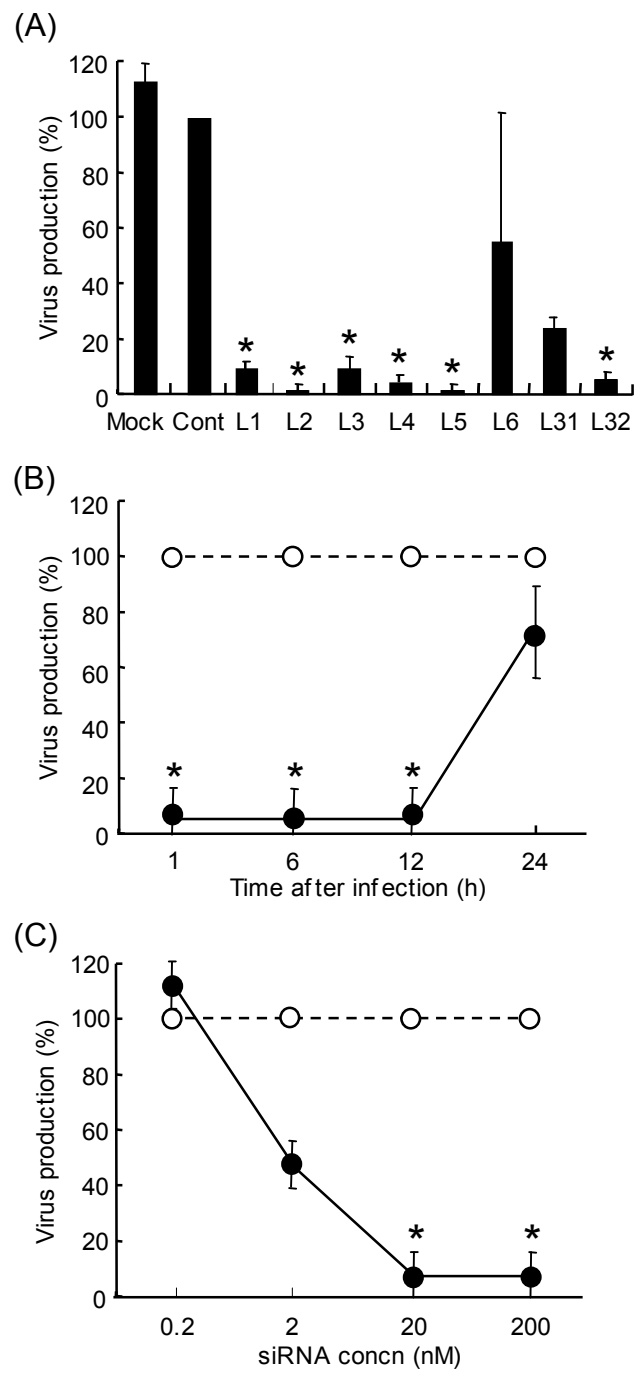 (A)
120
100
80
60
40
20
0
Virus production (%)
* * * * * *
Mock Cont L1 L2 L3 L4 L5 L6 L31 L32
(B)
120
100
80
60
40
20
0
Virus production (%)
* * *
1 6 12 24
Time after infection (h)
(C)
120
100
80
60
40
20
0
Virus production (%)
* *
0.2 2 20 200
siRNA concn (nM)